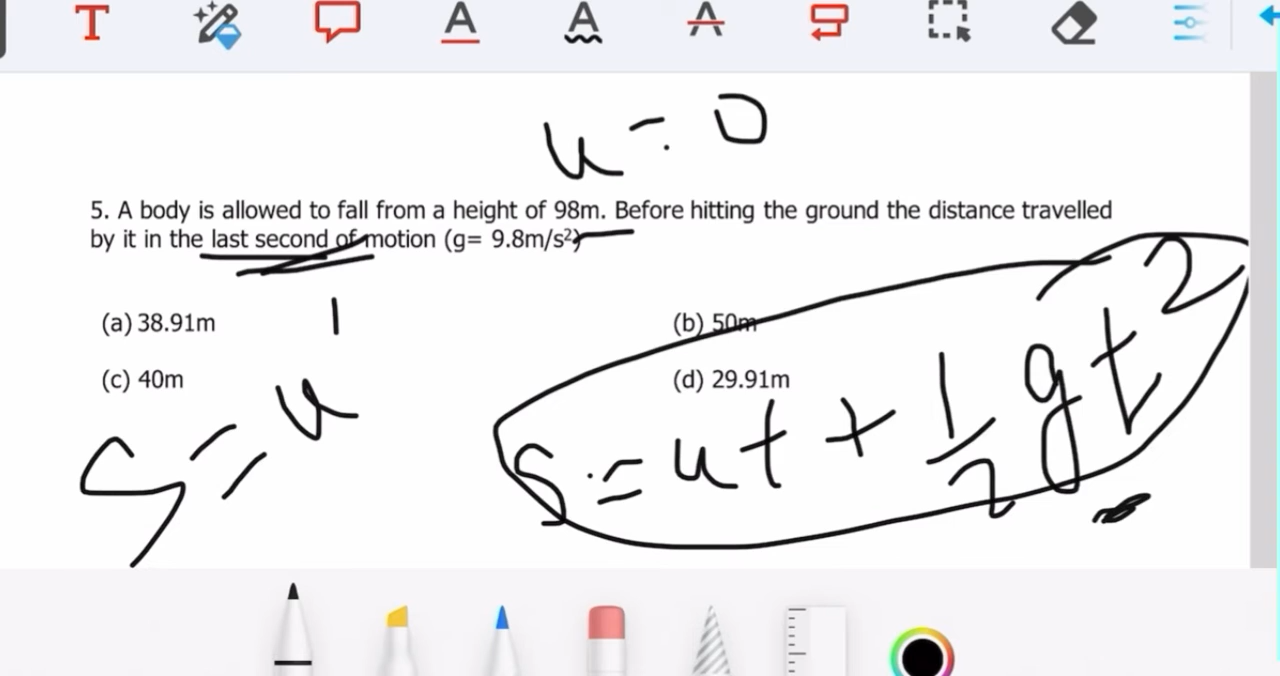 u = 0
5. A body is allowed to fall from a height of 98m. Before hitting the ground the distance travelled
by it in the last second of motion (g= 9.8m/s²)
(a) 38.91m
(b) 50m
(c) 40m
(d) 29.91m
S = u
S = ut + 1/2 gt²